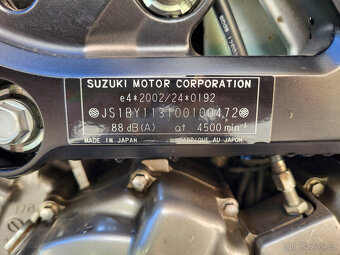 SUZUKI MOTOR CORPORATION
e4*2002/24*0192
JS1BY113100100472
88 dB(A) at 4500 min⁻¹
MADE IN JAPAN FABRIQUE AU JAPON